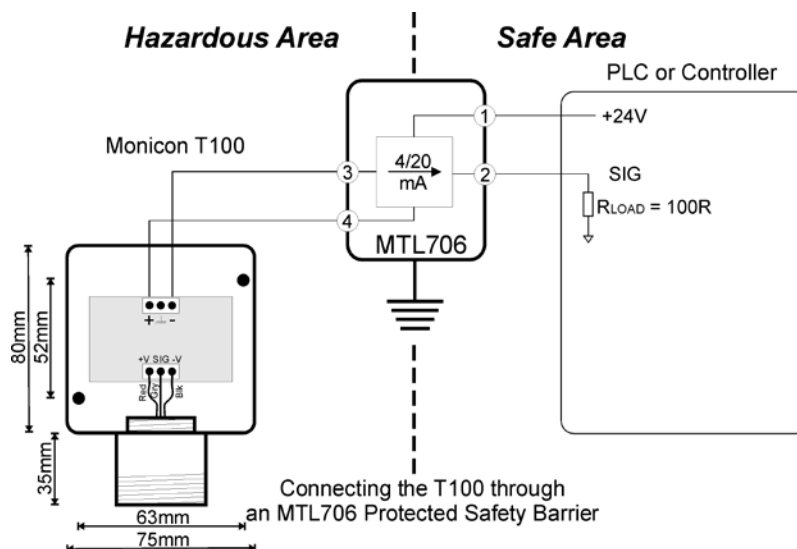 Hazardous Area
Safe Area
PLC or Controller
Monicon T100
1
+24V
4/20
mA
3
2
SIG
RLOAD = 100R
4
MTL706
+ ⏚ -
+V SIG -V
Red
Gry
Blk
80mm
52mm
35mm
63mm
75mm
Connecting the T100 through
an MTL706 Protected Safety Barrier